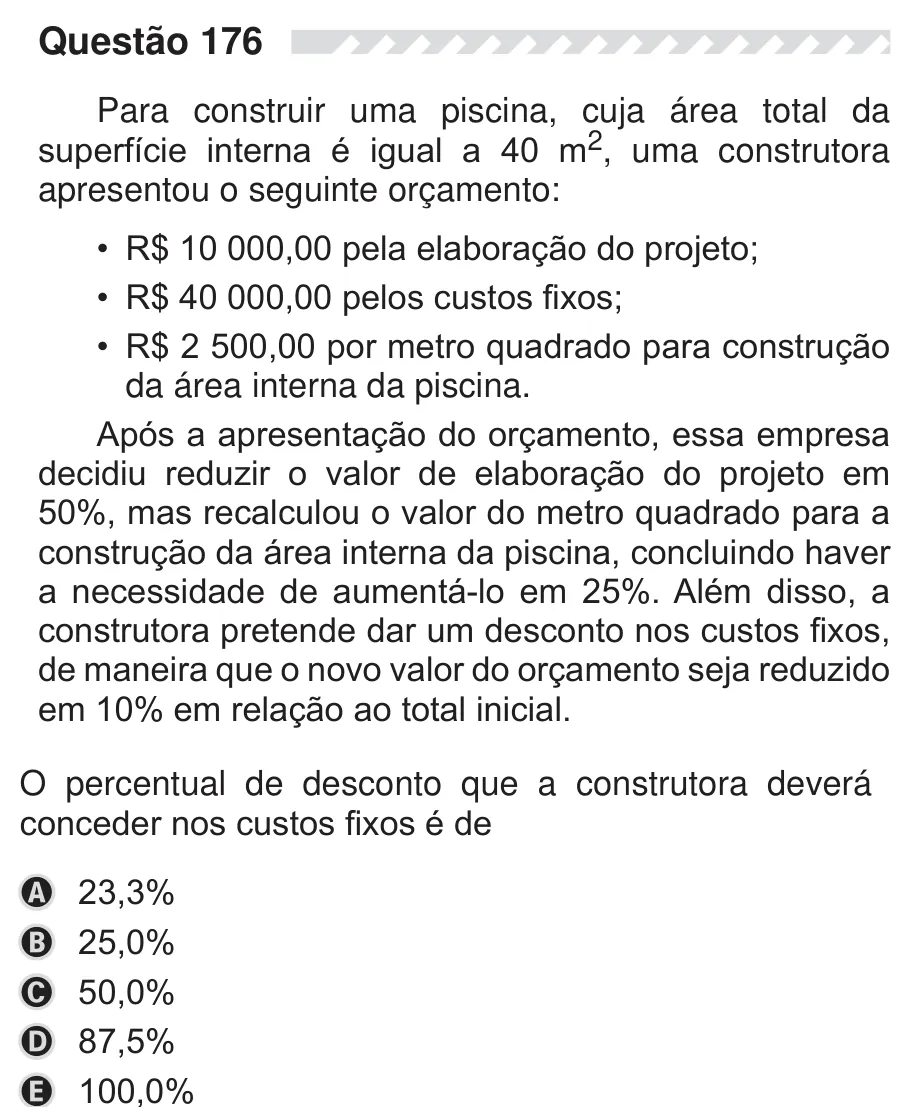 Questão 176
Para construir uma piscina, cuja área total da
superfície interna é igual a 40 m², uma construtora
apresentou o seguinte orçamento:
• R$ 10 000,00 pela elaboração do projeto;
• R$ 40 000,00 pelos custos fixos;
• R$ 2 500,00 por metro quadrado para construção
da área interna da piscina.
Após a apresentação do orçamento, essa empresa
decidiu reduzir o valor de elaboração do projeto em
50%, mas recalculou o valor do metro quadrado para a
construção da área interna da piscina, concluindo haver
a necessidade de aumentá-lo em 25%. Além disso, a
construtora pretende dar um desconto nos custos fixos,
de maneira que o novo valor do orçamento seja reduzido
em 10% em relação ao total inicial.
O percentual de desconto que a construtora deverá
conceder nos custos fixos é de
A 23,3%
B 25,0%
C 50,0%
D 87,5%
E 100,0%